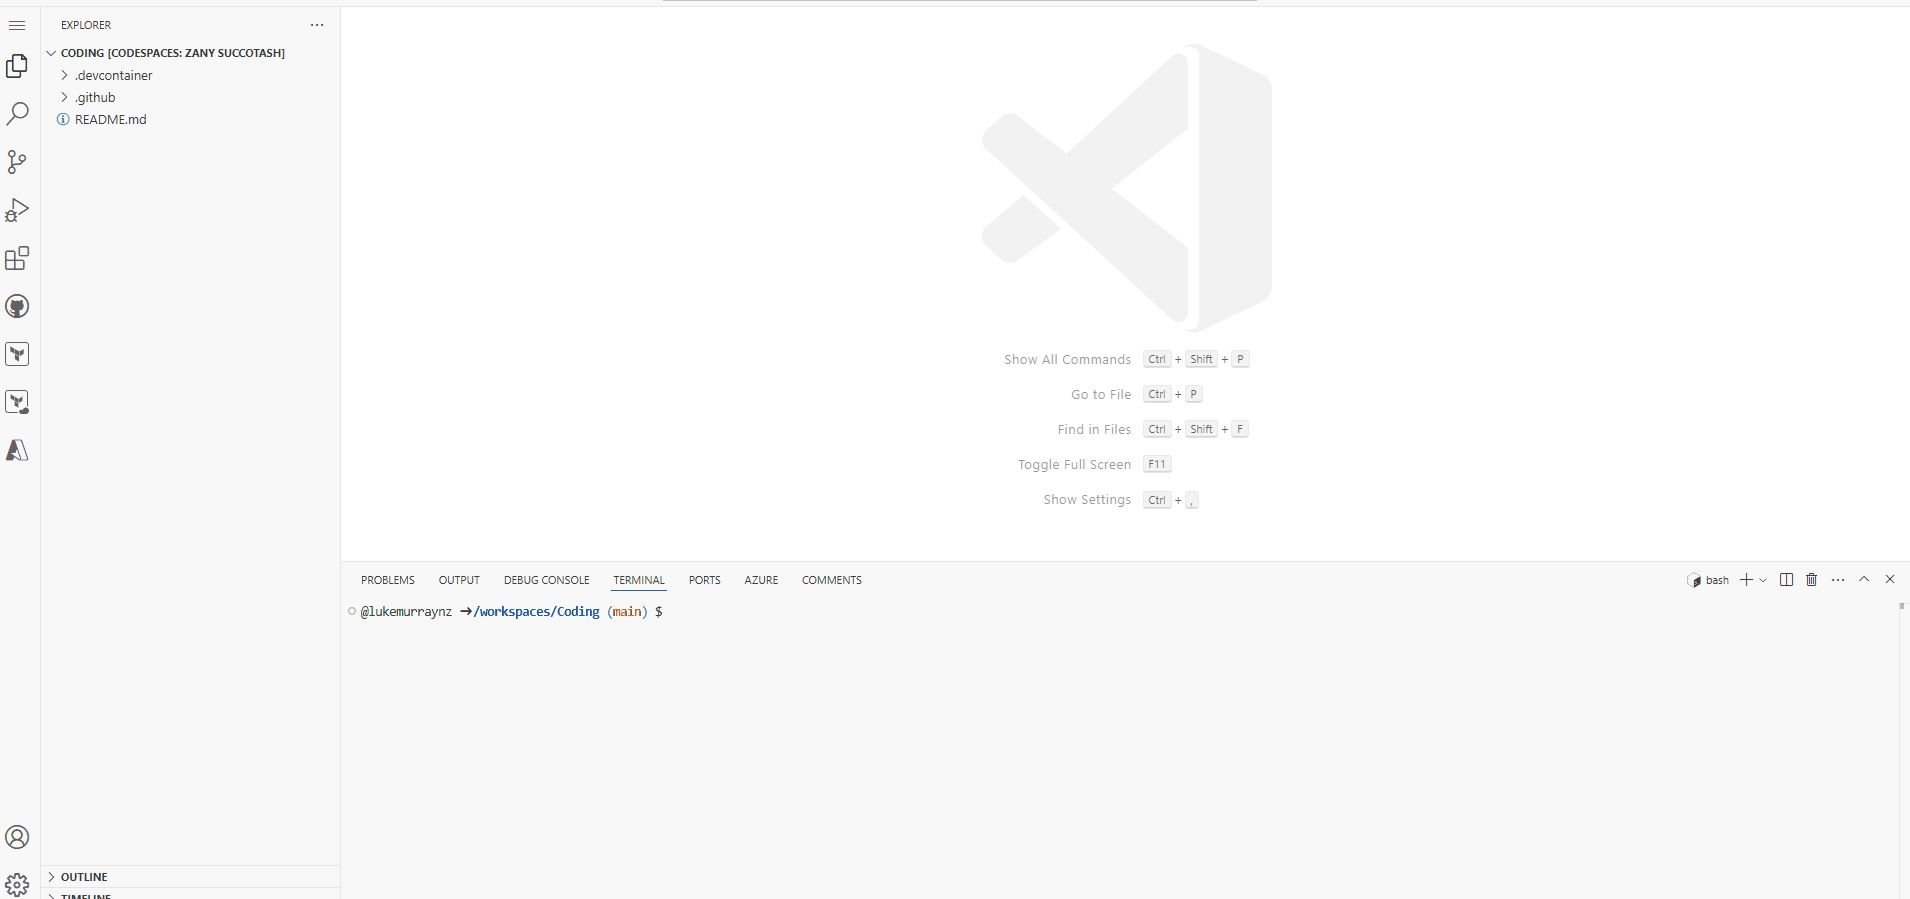 EXPLORER
CODING [CODESPACES: ZANY SUCCOTASH]
.devcontainer
.github
README.md
Show All Commands Ctrl + Shift + P
Go to File Ctrl + P
Find in Files Ctrl + Shift + F
Toggle Full Screen F11
Show Settings Ctrl + ,
PROBLEMS OUTPUT DEBUG CONSOLE TERMINAL PORTS AZURE COMMENTS bash
@lukemurraynz ➜/workspaces/Coding (main) $
OUTLINE
TIMELINE